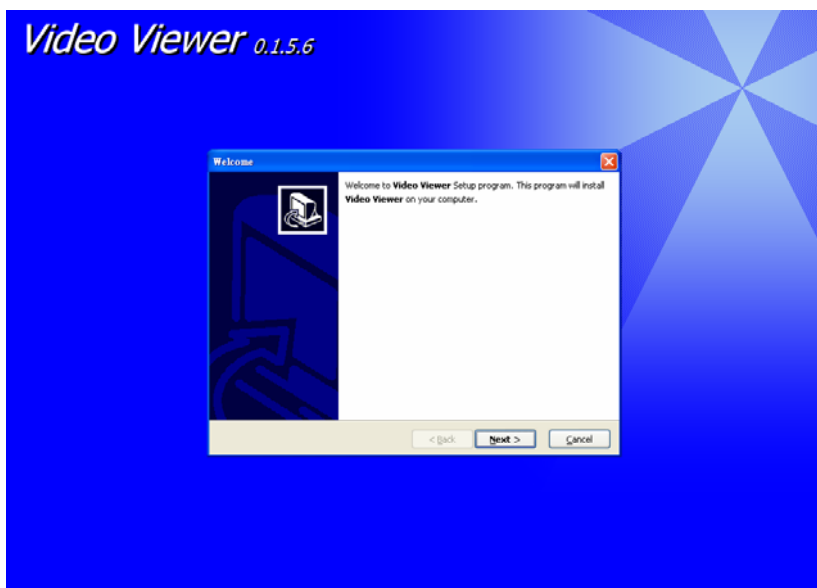 Video Viewer 0.1.5.6
Welcome
Welcome to Video Viewer Setup program. This program will install
Video Viewer on your computer.
< Back
Next >
Cancel